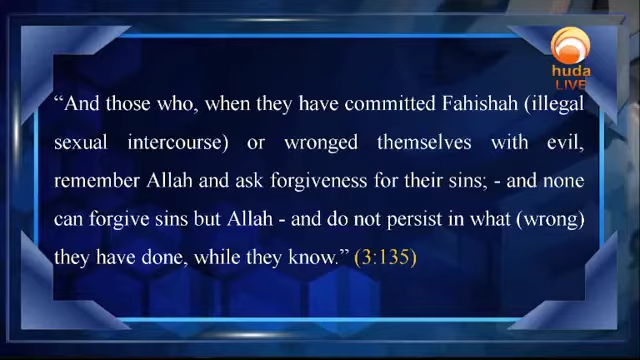 huda
LIVE
“And those who, when they have committed Fahishah (illegal
sexual intercourse) or wronged themselves with evil,
remember Allah and ask forgiveness for their sins; - and none
can forgive sins but Allah - and do not persist in what (wrong)
they have done, while they know.” (3:135)